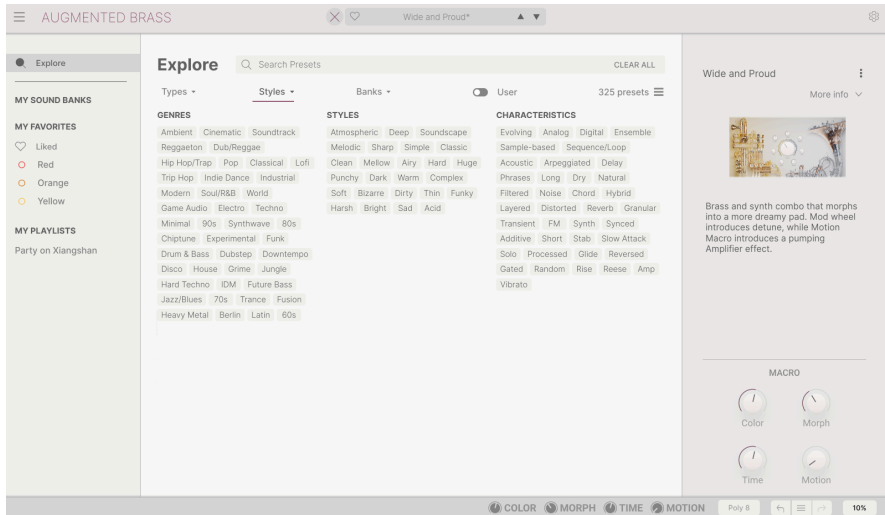 AUGMENTED BRASS
Wide and Proud*
Explore
MY SOUND BANKS
MY FAVORITES
Liked
Red
Orange
Yellow
MY PLAYLISTS
Party on Xiangshan
Explore
Search Presets
CLEAR ALL
Types
Styles
Banks
User
325 presets
GENRES
Ambient Cinematic Soundtrack
Reggaeton Dub/Reggae
Hip Hop/Trap Pop Classical Lofi
Trip Hop Indie Dance Industrial
Modern Soul/R&B World
Game Audio Electro Techno
Minimal 90s Synthwave 80s
Chiptune Experimental Funk
Drum & Bass Dubstep Downtempo
Disco House Grime Jungle
Hard Techno IDM Future Bass
Jazz/Blues 70s Trance Fusion
Heavy Metal Berlin Latin 60s
STYLES
Atmospheric Deep Soundscape
Melodic Sharp Simple Classic
Clean Mellow Airy Hard Huge
Punchy Dark Warm Complex
Soft Bizarre Dirty Thin Funky
Harsh Bright Sad Acid
CHARACTERISTICS
Evolving Analog Digital Ensemble
Sample-based Sequence/Loop
Acoustic Arpeggiated Delay
Phrases Long Dry Natural
Filtered Noise Chord Hybrid
Layered Distorted Reverb Granular
Transient FM Synth Synced
Additive Short Stab Slow Attack
Solo Processed Glide Reversed
Gated Random Rise Reese Amp
Vibrato
Wide and Proud
More info
Brass and synth combo that morphs
into a more dreamy pad. Mod wheel
introduces detune, while Motion
Macro introduces a pumping
Amplifier effect.
MACRO
Color
Morph
Time
Motion
COLOR MORPH TIME MOTION
Poly 8
10%